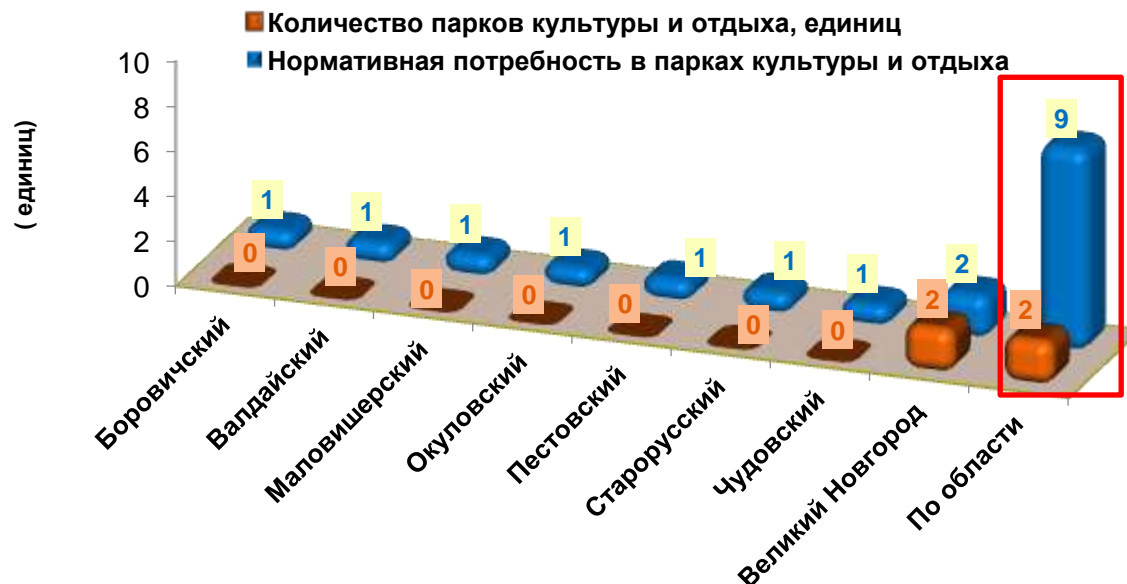 Количество парков культуры и отдыха, единиц
Нормативная потребность в парках культуры и отдыха
( единиц)
10
8
6
4
2
0
1
1
1
1
1
1
1
2
9
0
0
0
0
0
0
0
2
2
Боровичский
Валдайский
Маловишерский
Окуловский
Пестовский
Старорусский
Чудовский
Великий Новгород
По области